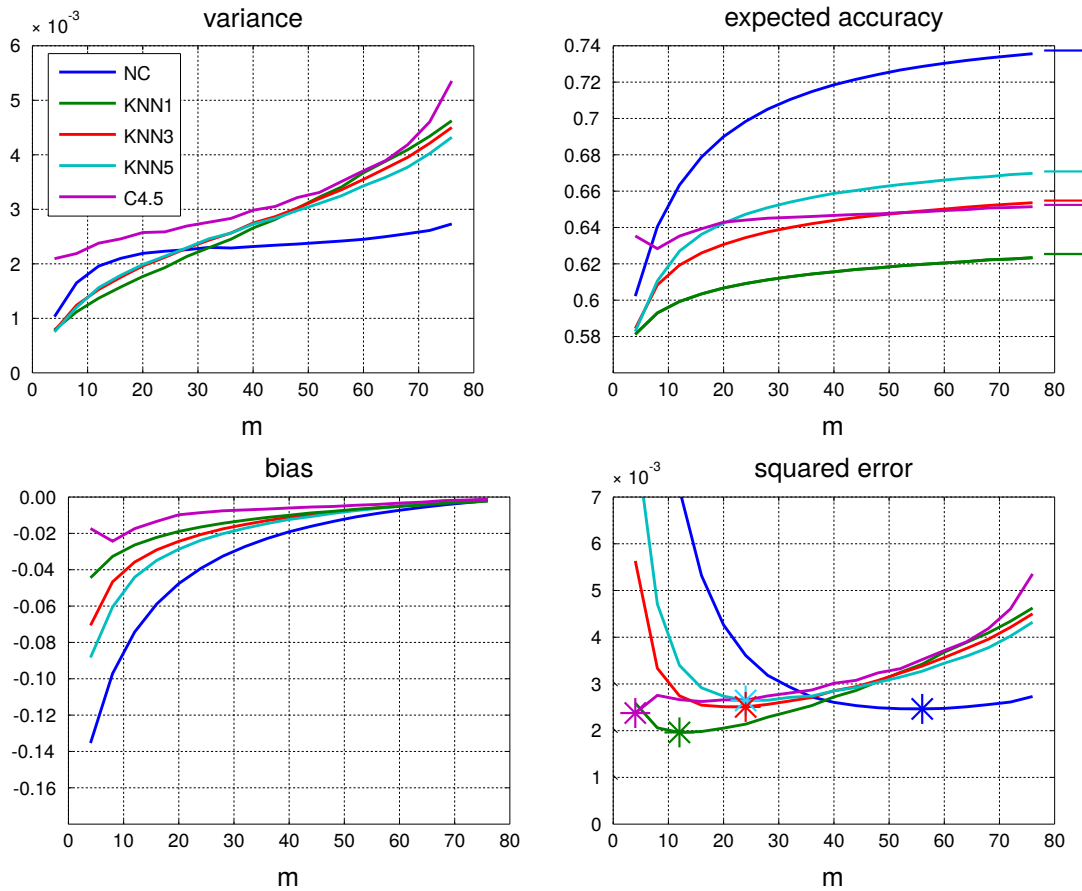 variance
× 10⁻³
6
5
4
3
2
1
0
0 10 20 30 40 50 60 70 80
m
NC
KNN1
KNN3
KNN5
C4.5
expected accuracy
0.74
0.72
0.7
0.68
0.66
0.64
0.62
0.6
0.58
0 10 20 30 40 50 60 70 80
m
bias
0.00
-0.02
-0.04
-0.06
-0.08
-0.10
-0.12
-0.14
-0.16
0 10 20 30 40 50 60 70 80
m
squared error
× 10⁻³
7
6
5
4
3
2
1
0
0 10 20 30 40 50 60 70 80
m